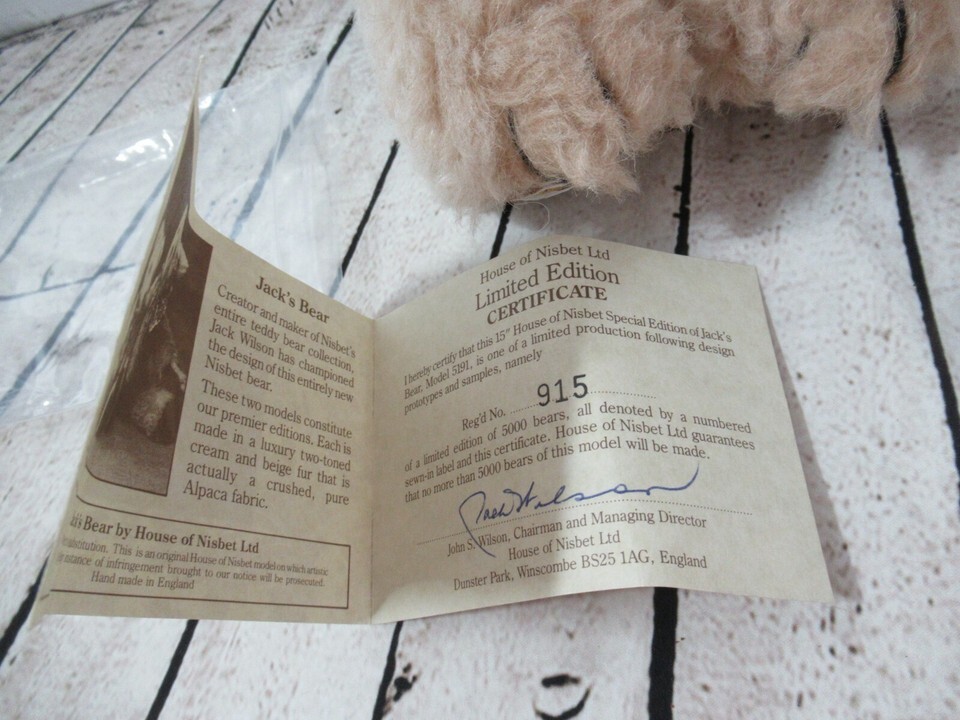 Jack's Bear
Creator and maker of Nisbet's
entire teddy bear collection,
Jack Wilson has championed
the design of this entirely new
Nisbet bear.
These two models constitute
our premier editions. Each is
made in a luxury two-toned
cream and beige fur that is
actually a crushed, pure
Alpaca fabric.
Bear by House of Nisbet Ltd
This is an original House of Nisbet model on which artistic
of infringement brought to our notice will be prosecuted.
Hand made in England
House of Nisbet Ltd
Limited Edition
CERTIFICATE
I hereby certify that this 15" House of Nisbet Special Edition of Jack's
Bear. Model 5191, is one of a limited production following design
prototypes and samples, namely
Reg'd No. 915
of a limited edition of 5000 bears, all denoted by a numbered
sewn-in label and this certificate. House of Nisbet Ltd guarantees
that no more than 5000 bears of this model will be made.
Jack Wilson
John S. Wilson, Chairman and Managing Director
House of Nisbet Ltd
Dunster Park, Winscombe BS25 1AG, England